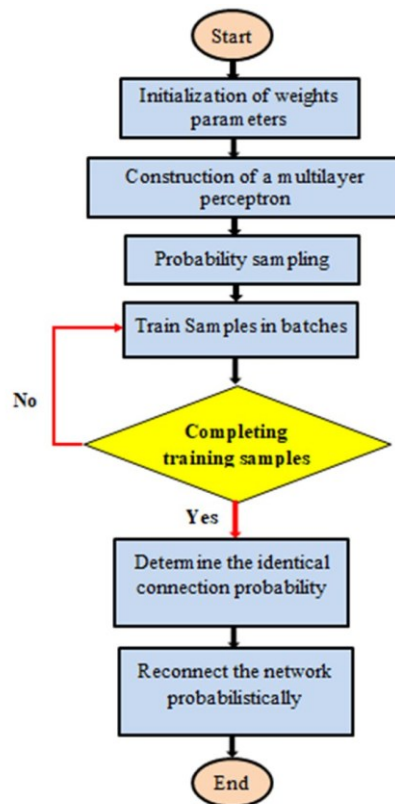 Start
Initialization of weights
parameters
Construction of a multilayer
perceptron
Probability sampling
Train Samples in batches
No
Completing
training samples
Yes
Determine the identical
connection probability
Reconnect the network
probabilistically
End